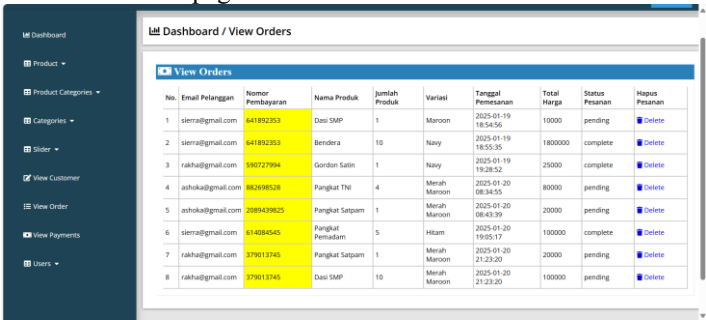 Dashboard
Dashboard / View Orders
Product
Product Categories
Categories
Slider
View Customer
View Order
View Payments
Users
View Orders
No. Email Pelanggan Nomor Pembayaran Nama Produk Jumlah Produk Variasi Tanggal Pemesanan Total Harga Status Pesanan Hapus Pesanan
1 sierra@gmail.com 641892353 Dasi SMP 1 Maroon 2025-01-19 18:54:56 10000 pending Delete
2 sierra@gmail.com 641892353 Bendera 10 Navy 2025-01-19 18:55:35 1800000 complete Delete
3 rakha@gmail.com 590727994 Gordon Satin 1 Navy 2025-01-19 19:28:52 25000 pending Delete
4 ashoka@gmail.com 882698528 Pangkat TNI 4 Merah Maroon 2025-01-20 08:34:55 80000 pending Delete
5 ashoka@gmail.com 2089439825 Pangkat Satpam 1 Merah Maroon 2025-01-20 08:43:39 20000 pending Delete
6 sierra@gmail.com 614084545 Pangkat Pemadam 5 Hitam 2025-01-20 19:05:17 100000 complete Delete
7 rakha@gmail.com 379013745 Pangkat Satpam 1 Merah Maroon 2025-01-20 21:23:20 20000 pending Delete
8 rakha@gmail.com 379013745 Dasi SMP 10 Merah Maroon 2025-01-20 21:23:20 100000 pending Delete